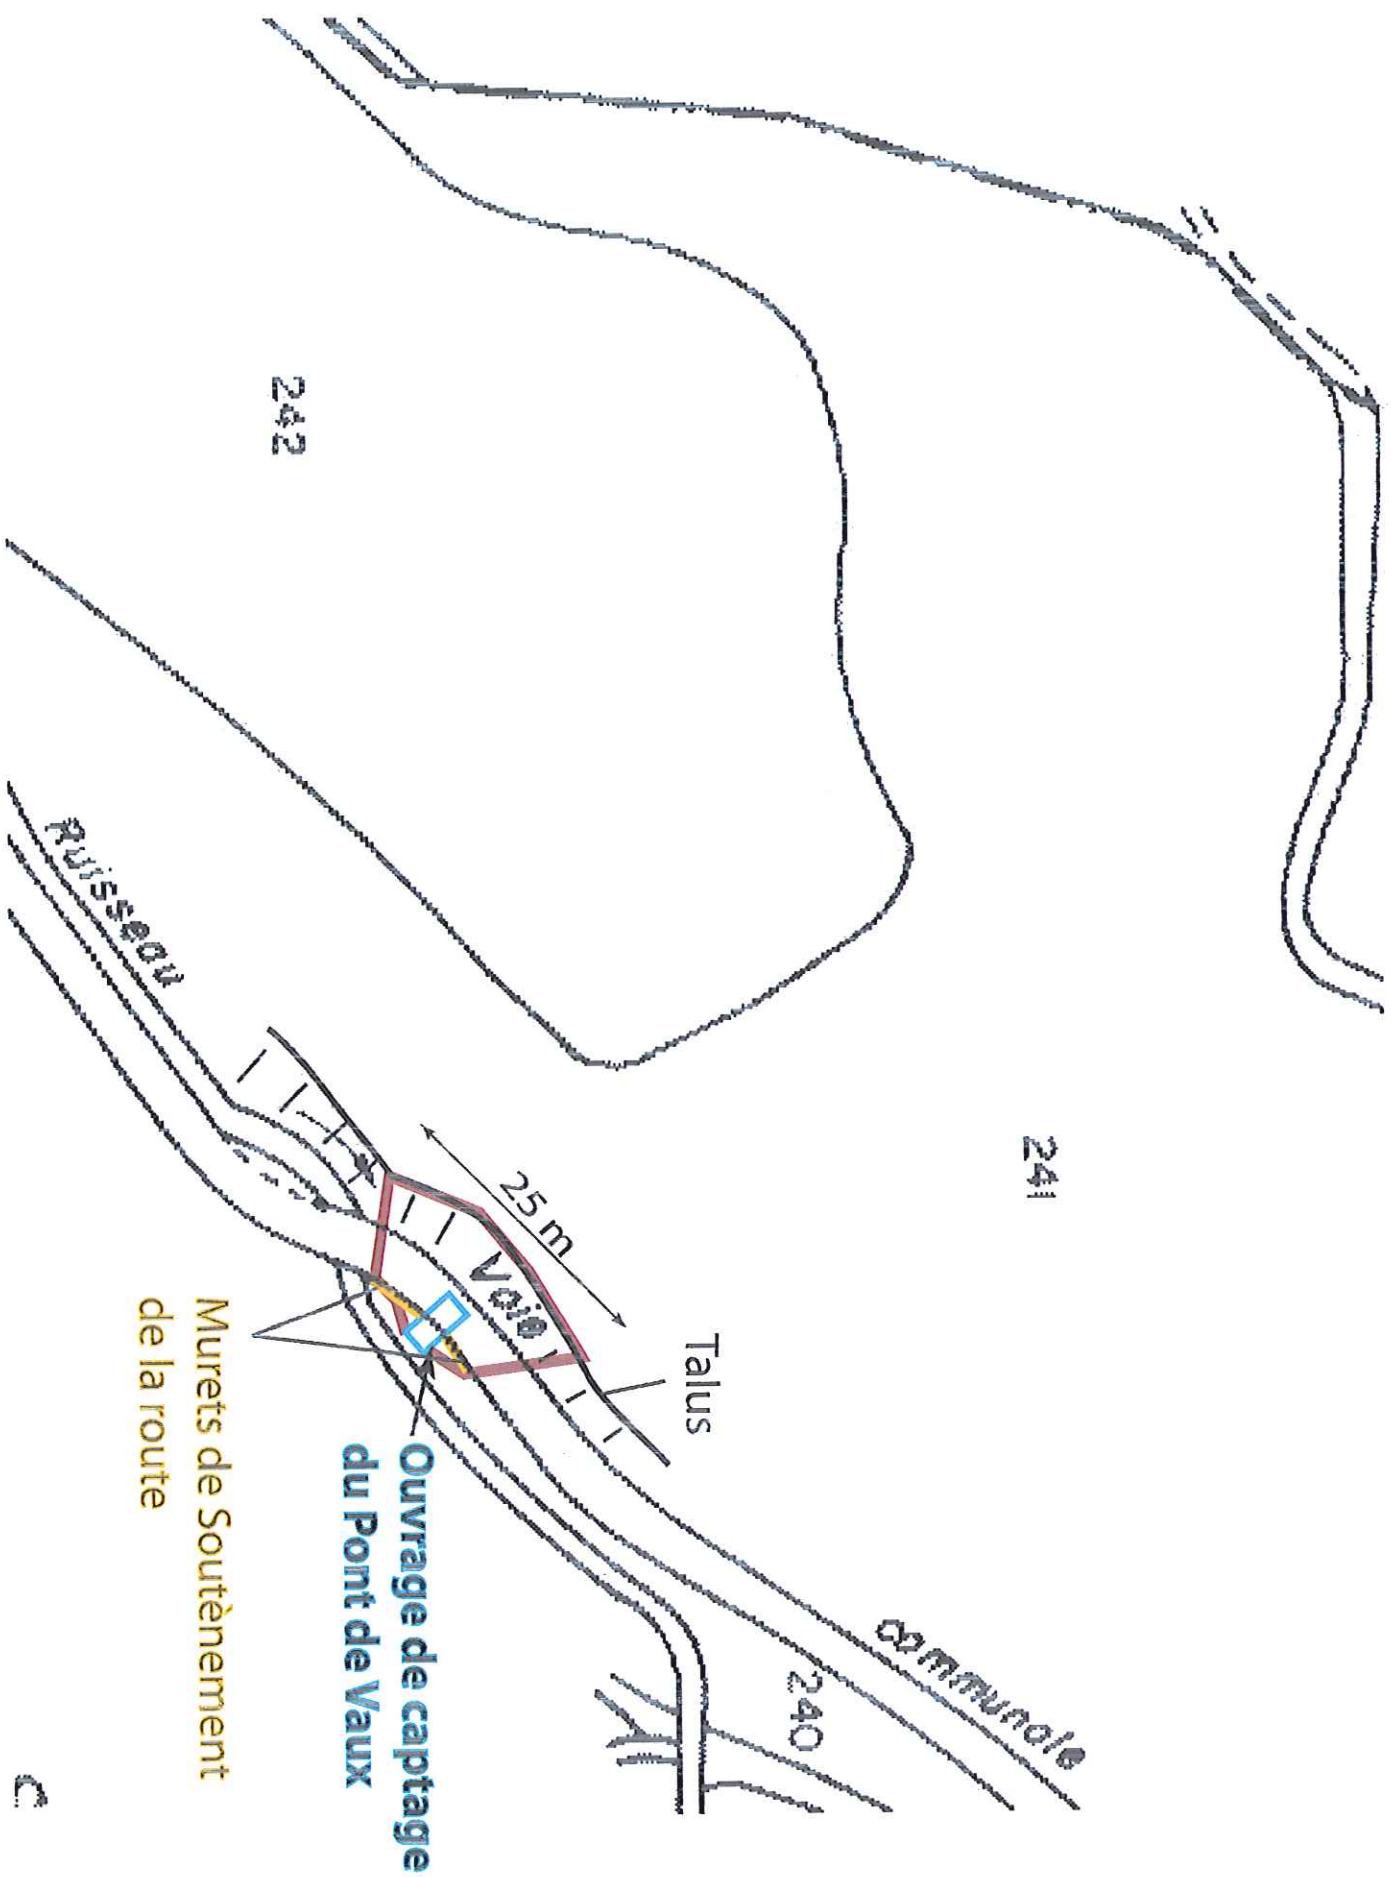 242
241
Ruisseau
25 m
Voie
communale
240
Talus
Ouvrage de captage
du Pont de Vaux
Murets de Soutènement
de la route